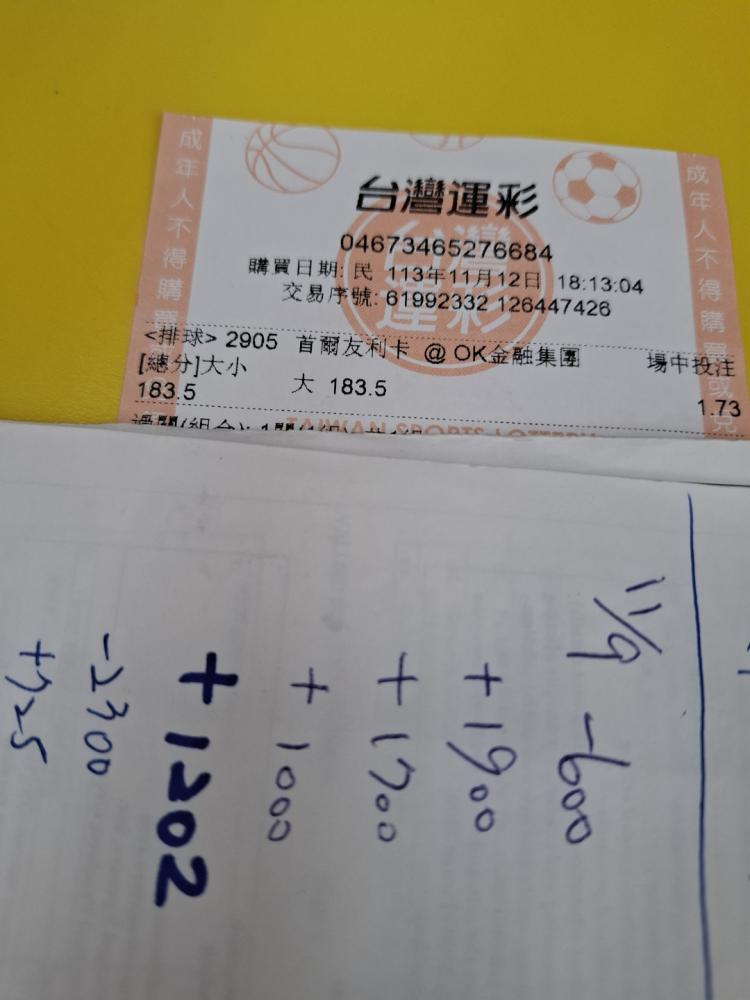 台灣運彩
04673465276684
購買日期: 民 113年11月12日 18:13:04
交易序號: 61992332 126447426
<排球> 2905 首爾友利卡 @ OK金融集團 場中投注
[總分]大小 大 183.5
183.5 1.73
TAIWAN SPORTS LOTTERY
成年人不得購買
成年人不得購買或兌
11/9 -600
+1900
+1700
+1000
+1302
-2300